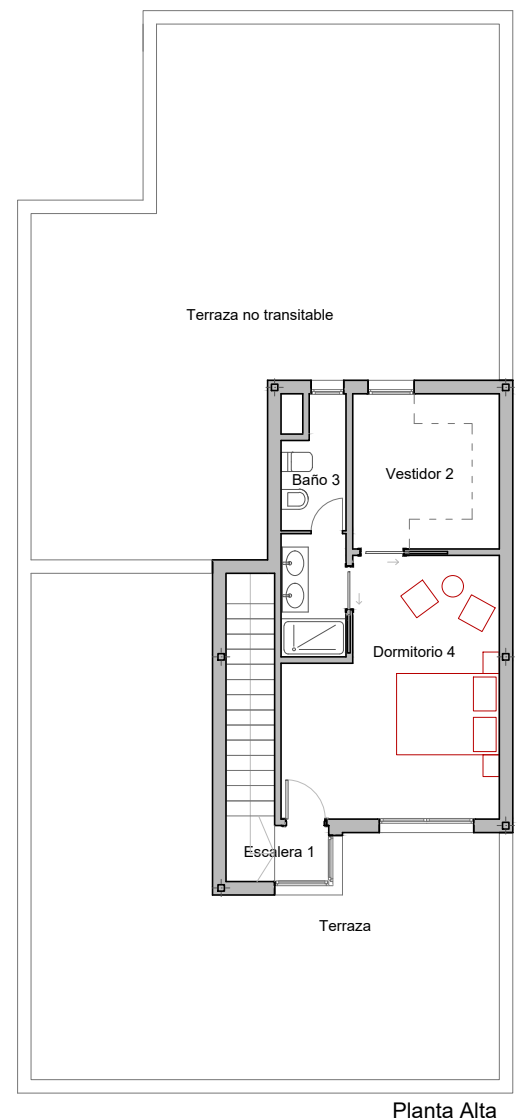 Terraza no transitable
Baño 3
Vestidor 2
Dormitorio 4
Escalera 1
Terraza
Planta Alta